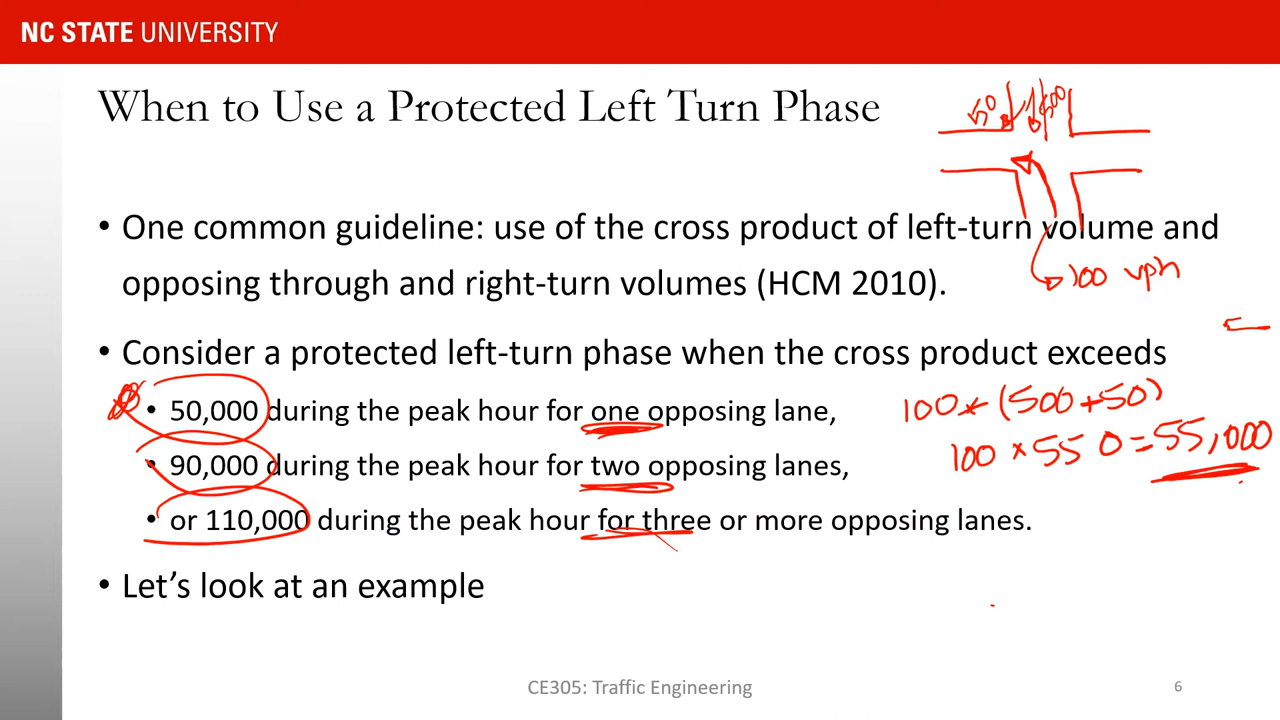 NC STATE UNIVERSITY
When to Use a Protected Left Turn Phase
50
500
• One common guideline: use of the cross product of left-turn volume and
opposing through and right-turn volumes (HCM 2010).
100 vph
• Consider a protected left-turn phase when the cross product exceeds
• 50,000 during the peak hour for one opposing lane,
100 × (500 + 50)
• 90,000 during the peak hour for two opposing lanes,
100 × 550 = 55,000
• or 110,000 during the peak hour for three or more opposing lanes.
• Let’s look at an example
CE305: Traffic Engineering
6